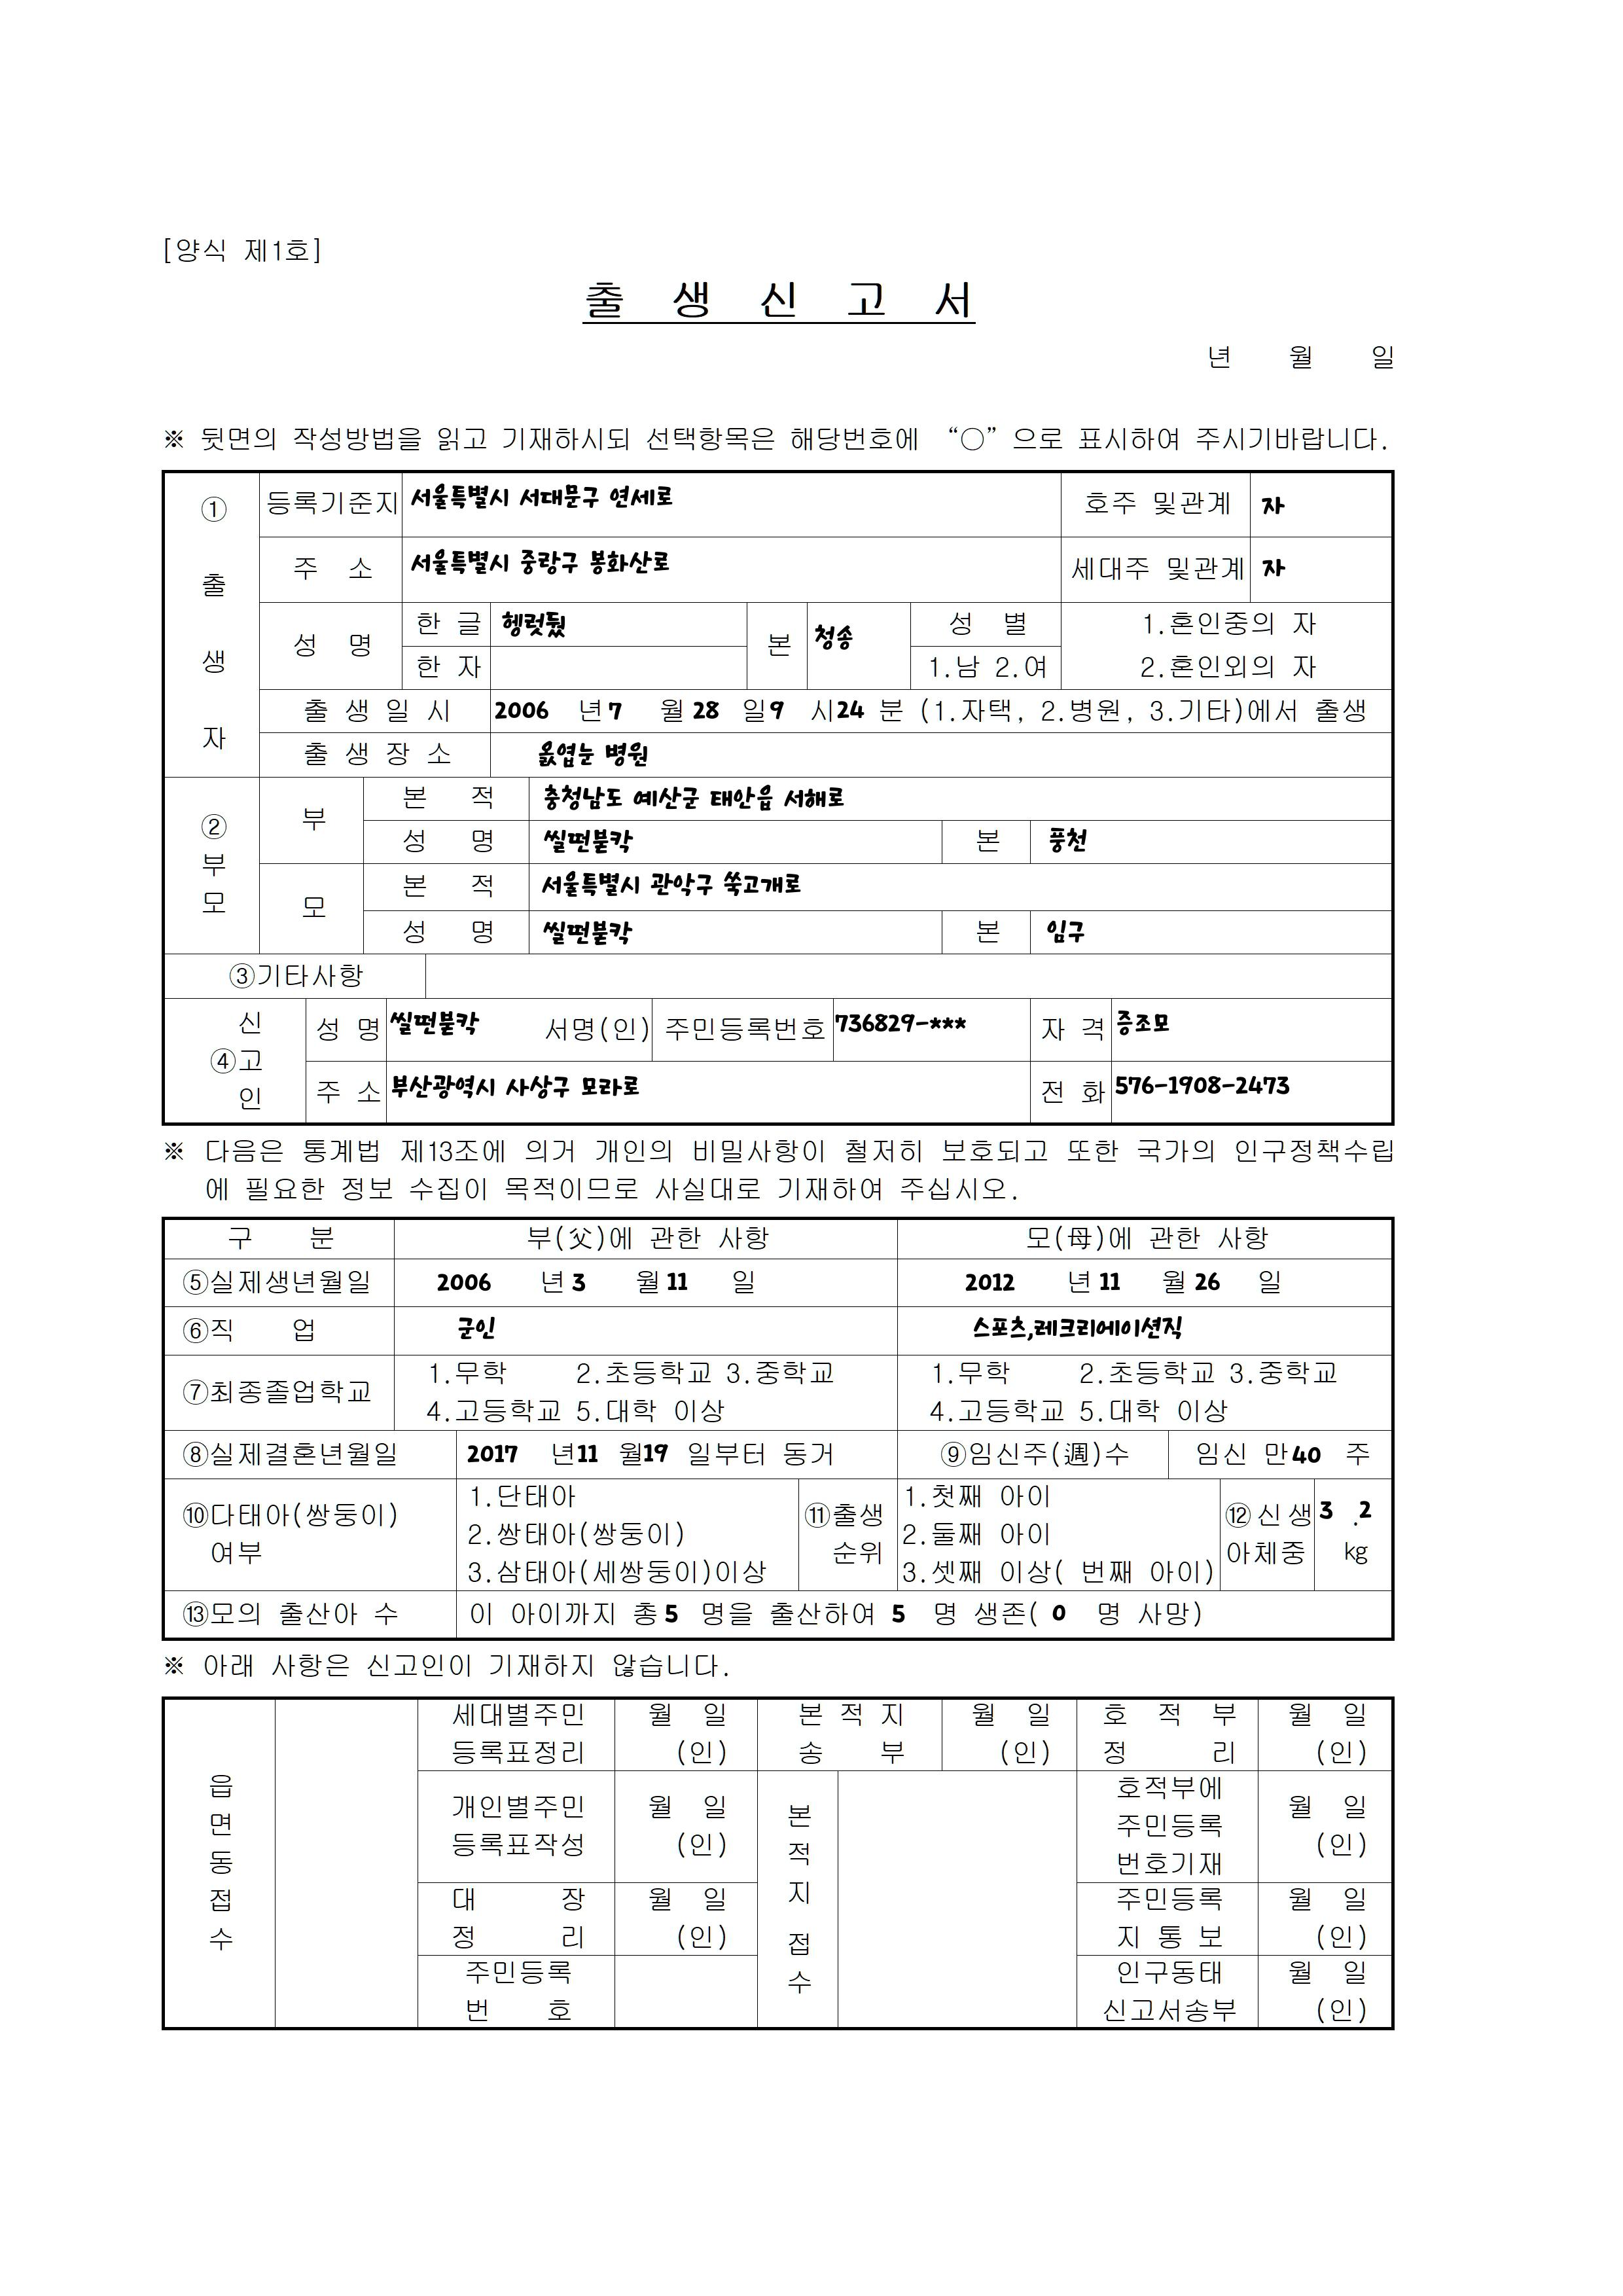 [양식 제1호]
출 생 신 고 서
년 월 일
※ 뒷면의 작성방법을 읽고 기재하시되 선택항목은 해당번호에 “○”으로 표시하여 주시기바랍니다.
① 출 생 자
등록기준지 서울특별시 서대문구 연세로 호주 및관계 자
주 소 서울특별시 중랑구 봉화산로 세대주 및관계 자
성 명 한 글 헹럿뒀 본 청송 성 별 1.혼인중의 자
한 자 1.남 2.여 2.혼인외의 자
출 생 일 시 2006 년 7 월 28 일 9 시 24 분 (1.자택, 2.병원, 3.기타)에서 출생
출 생 장 소 옰엽눈 병원
② 부 모
부 본 적 충청남도 예산군 태안읍 서해로
성 명 씰떤붙칵 본 풍천
모 본 적 서울특별시 관악구 쑥고개로
성 명 씰떤붙칵 본 임구
③기타사항
④ 신 고 인
성 명 씰떤붙칵 서명(인) 주민등록번호 736829-*** 자 격 증조모
주 소 부산광역시 사상구 모라로 전 화 576-1908-2473
※ 다음은 통계법 제13조에 의거 개인의 비밀사항이 철저히 보호되고 또한 국가의 인구정책수립
에 필요한 정보 수집이 목적이므로 사실대로 기재하여 주십시오.
구 분 부(父)에 관한 사항 모(母)에 관한 사항
⑤실제생년월일 2006 년 3 월 11 일 2012 년 11 월 26 일
⑥직 업 군인 스포츠,레크리에이션직
⑦최종졸업학교 1.무학 2.초등학교 3.중학교 1.무학 2.초등학교 3.중학교
4.고등학교 5.대학 이상 4.고등학교 5.대학 이상
⑧실제결혼년월일 2017 년 11 월 19 일부터 동거 ⑨임신주(週)수 임신 만 40 주
⑩다태아(쌍둥이) 여부
1.단태아
2.쌍태아(쌍둥이)
3.삼태아(세쌍둥이)이상
⑪출생 순위
1.첫째 아이
2.둘째 아이
3.셋째 이상( 번째 아이)
⑫신생 아체중 3 .2 kg
⑬모의 출산아 수 이 아이까지 총 5 명을 출산하여 5 명 생존( 0 명 사망)
※ 아래 사항은 신고인이 기재하지 않습니다.
읍 면 동 접 수
세대별주민 등록표정리 월 일 (인)
본 적 지 송 부 월 일 (인)
호 적 부 정 리 월 일 (인)
개인별주민 등록표작성 월 일 (인)
본 적 지 접 수
호적부에 주민등록 번호기재 월 일 (인)
대 장 정 리 월 일 (인)
주민등록 지 통 보 월 일 (인)
주민등록 번 호
인구동태 신고서송부 월 일 (인)